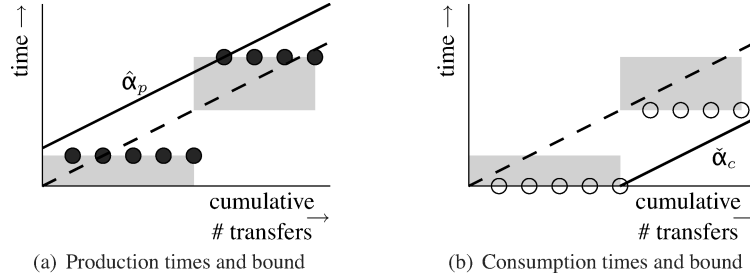 time →
α̂p
cumulative
# transfers →
(a) Production times and bound
time →
α̌c
cumulative
# transfers —
(b) Consumption times and bound